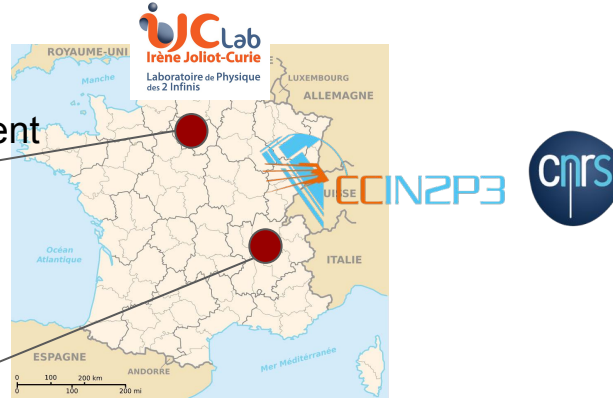 IJCLab
Irène Joliot-Curie
Laboratoire de Physique
des 2 Infinis
ROYAUME-UNI
Manche
LUXEMBOURG
ALLEMAGNE
ent
CCIN2P3
cnrs
UISSE
Océan
Atlantique
ITALIE
ESPAGNE
ANDORRE
Mer Méditerranée
0 100 200 km
0 100 200 mi